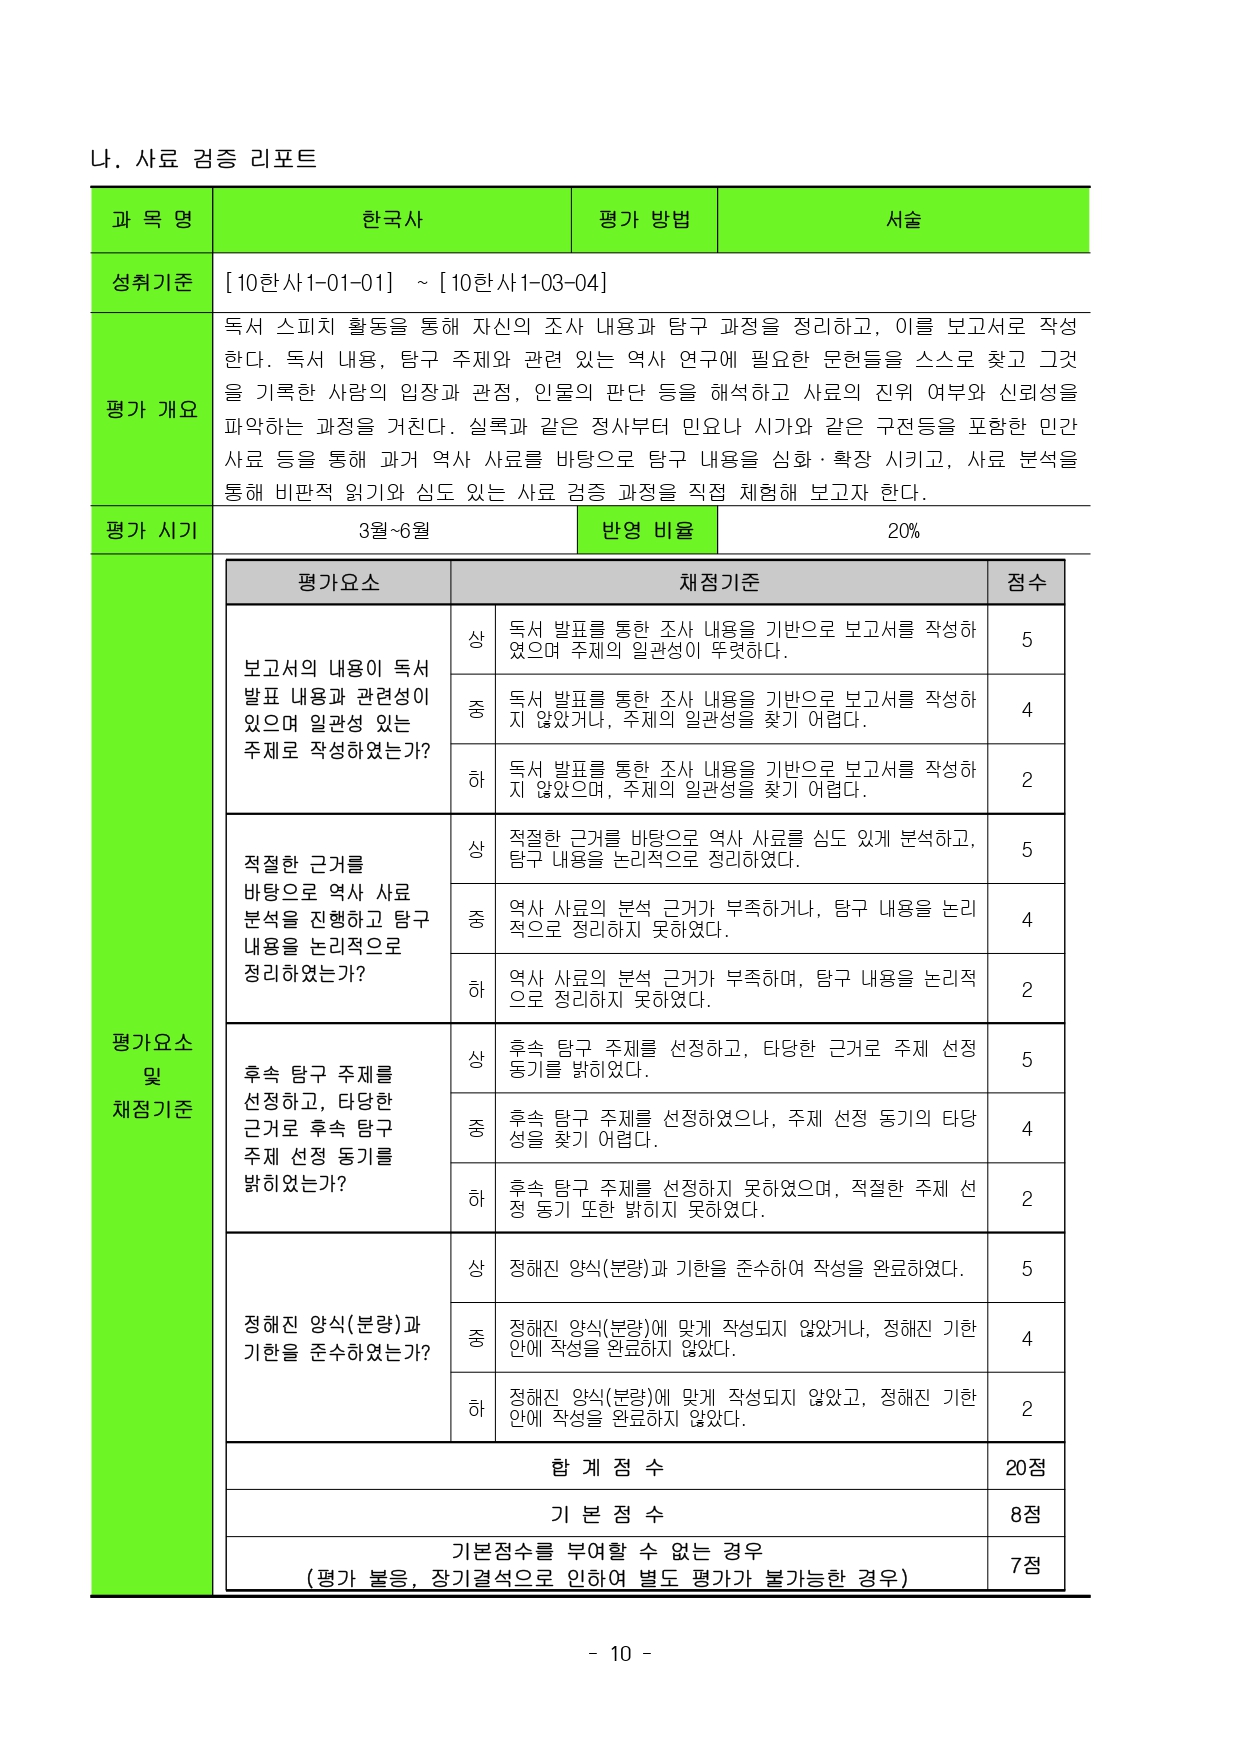 나. 사료 검증 리포트
과 목 명 한국사 평가 방법 서술
성취기준 [10한사1-01-01] ~ [10한사1-03-04]
독서 스피치 활동을 통해 자신의 조사 내용과 탐구 과정을 정리하고, 이를 보고서로 작성
한다. 독서 내용, 탐구 주제와 관련 있는 역사 연구에 필요한 문헌들을 스스로 찾고 그것
을 기록한 사람의 입장과 관점, 인물의 판단 등을 해석하고 사료의 진위 여부와 신뢰성을
평가 개요
파악하는 과정을 거친다. 실록과 같은 정사부터 민요나 시가와 같은 구전등을 포함한 민간
사료 등을 통해 과거 역사 사료를 바탕으로 탐구 내용을 심화·확장 시키고, 사료 분석을
통해 비판적 읽기와 심도 있는 사료 검증 과정을 직접 체험해 보고자 한다.
평가 시기 3월~6월 반영 비율 20%
평가요소
및
채점기준
평가요소 채점기준 점수
보고서의 내용이 독서
발표 내용과 관련성이
있으며 일관성 있는
주제로 작성하였는가?
상 독서 발표를 통한 조사 내용을 기반으로 보고서를 작성하
였으며 주제의 일관성이 뚜렷하다. 5
중 독서 발표를 통한 조사 내용을 기반으로 보고서를 작성하
지 않았거나, 주제의 일관성을 찾기 어렵다. 4
하 독서 발표를 통한 조사 내용을 기반으로 보고서를 작성하
지 않았으며, 주제의 일관성을 찾기 어렵다. 2
적절한 근거를
바탕으로 역사 사료
분석을 진행하고 탐구
내용을 논리적으로
정리하였는가?
상 적절한 근거를 바탕으로 역사 사료를 심도 있게 분석하고,
탐구 내용을 논리적으로 정리하였다. 5
중 역사 사료의 분석 근거가 부족하거나, 탐구 내용을 논리
적으로 정리하지 못하였다. 4
하 역사 사료의 분석 근거가 부족하며, 탐구 내용을 논리적
으로 정리하지 못하였다. 2
후속 탐구 주제를
선정하고, 타당한
근거로 후속 탐구
주제 선정 동기를
밝히었는가?
상 후속 탐구 주제를 선정하고, 타당한 근거로 주제 선정
동기를 밝히었다. 5
중 후속 탐구 주제를 선정하였으나, 주제 선정 동기의 타당
성을 찾기 어렵다. 4
하 후속 탐구 주제를 선정하지 못하였으며, 적절한 주제 선
정 동기 또한 밝히지 못하였다. 2
정해진 양식(분량)과
기한을 준수하였는가?
상 정해진 양식(분량)과 기한을 준수하여 작성을 완료하였다. 5
중 정해진 양식(분량)에 맞게 작성되지 않았거나, 정해진 기한
안에 작성을 완료하지 않았다. 4
하 정해진 양식(분량)에 맞게 작성되지 않았고, 정해진 기한
안에 작성을 완료하지 않았다. 2
합 계 점 수 20점
기 본 점 수 8점
기본점수를 부여할 수 없는 경우
(평가 불응, 장기결석으로 인하여 별도 평가가 불가능한 경우) 7점
- 10 -